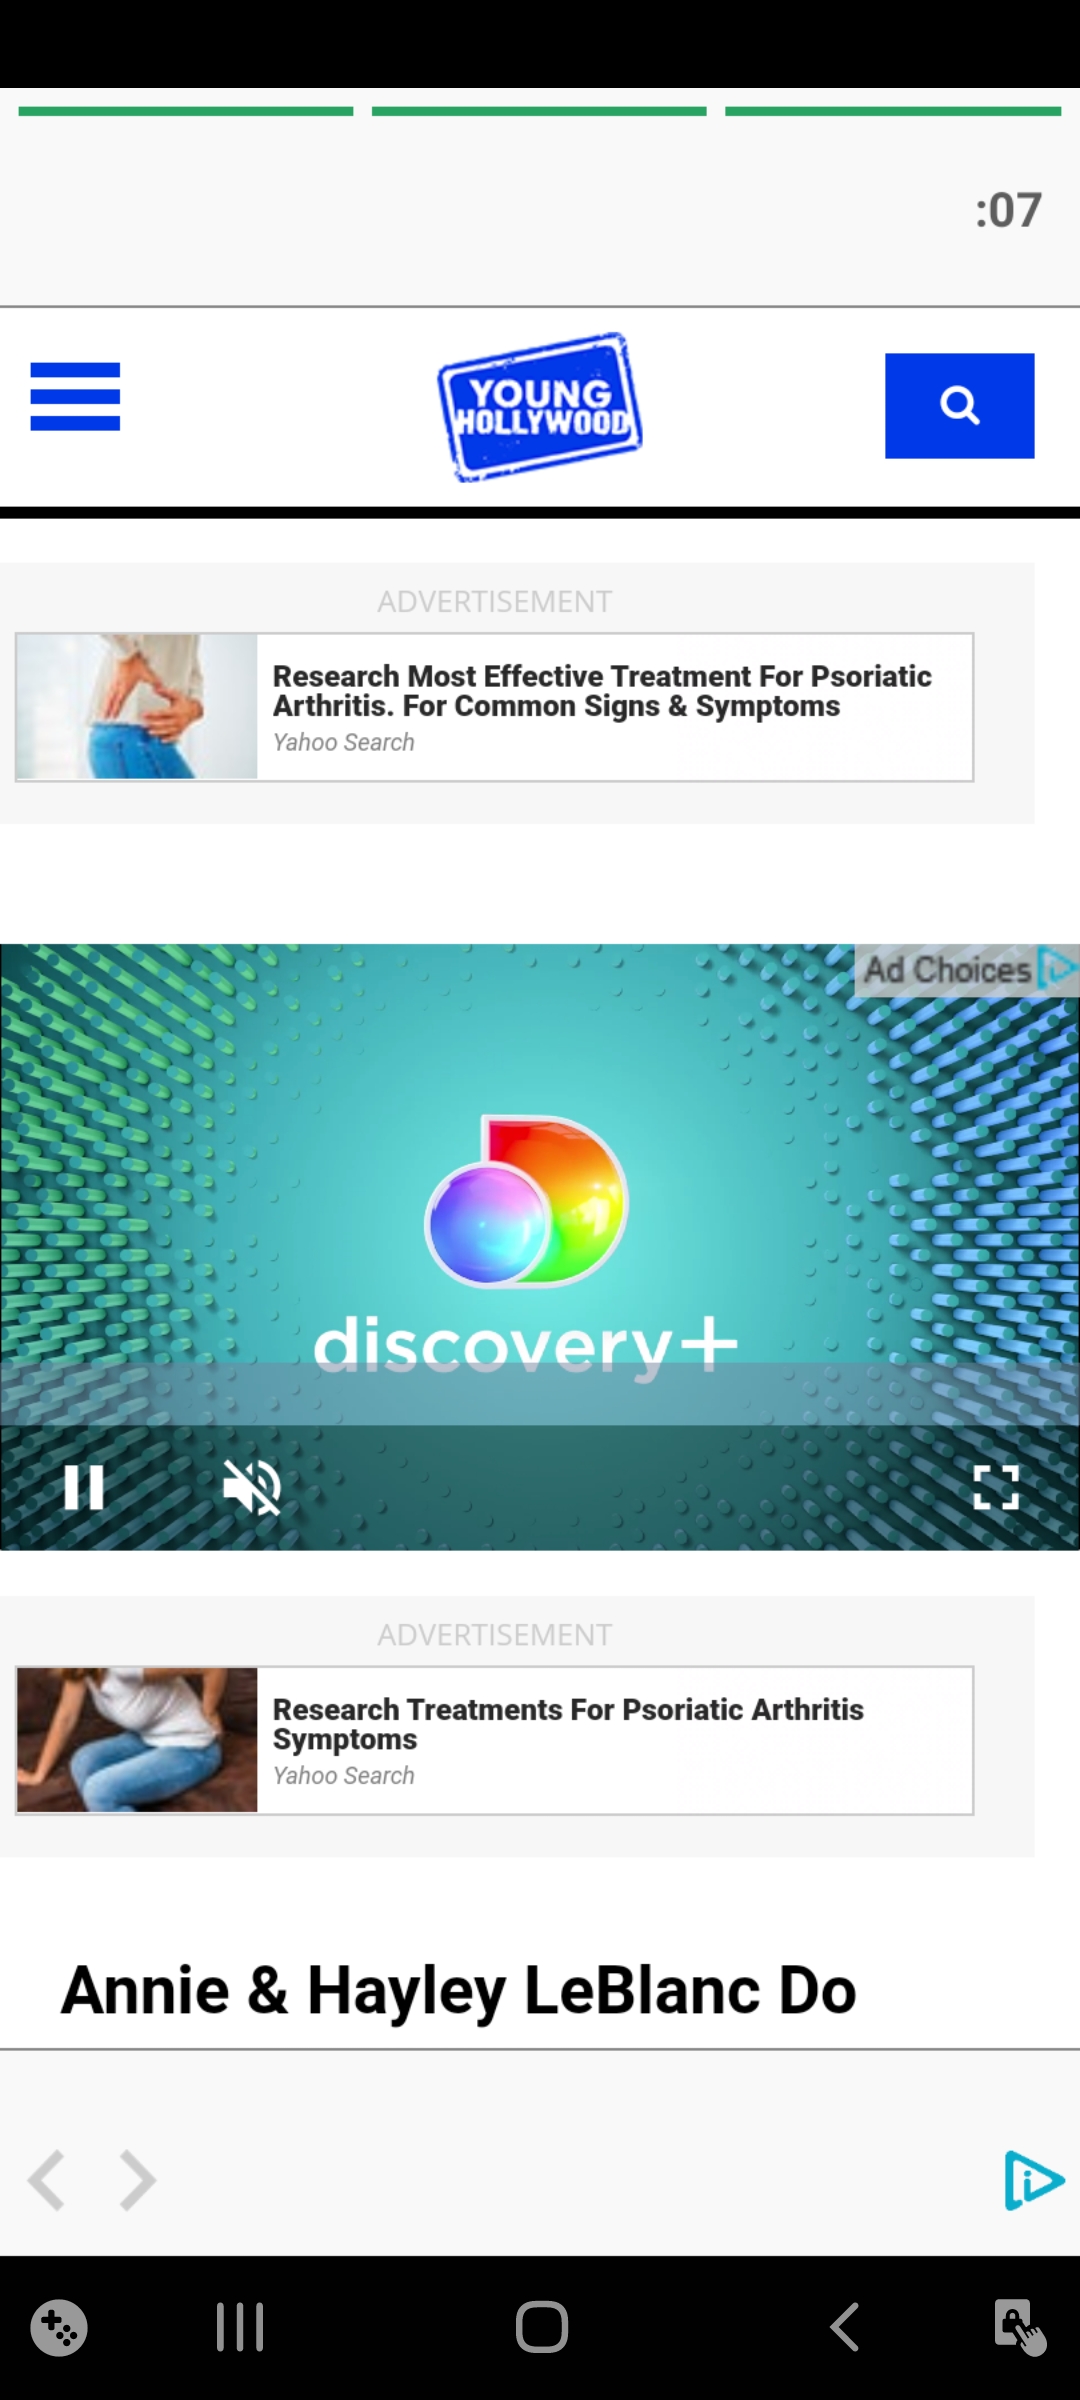 :07
YOUNG
HOLLYWOOD
ADVERTISEMENT
Research Most Effective Treatment For Psoriatic
Arthritis. For Common Signs & Symptoms
Yahoo Search
Ad Choices
discovery+
ADVERTISEMENT
Research Treatments For Psoriatic Arthritis
Symptoms
Yahoo Search
Annie & Hayley LeBlanc Do